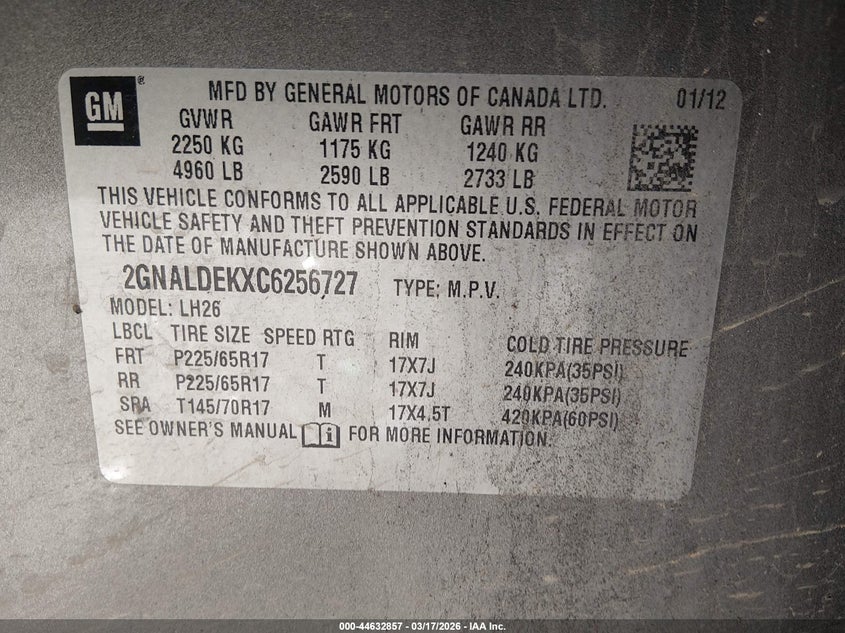 GM ® MFD BY GENERAL MOTORS OF CANADA LTD. 01/12
GVWR GAWR FRT GAWR RR
2250 KG 1175 KG 1240 KG
4960 LB 2590 LB 2733 LB
THIS VEHICLE CONFORMS TO ALL APPLICABLE U.S. FEDERAL MOTOR
VEHICLE SAFETY AND THEFT PREVENTION STANDARDS IN EFFECT ON
THE DATE OF MANUFACTURE SHOWN ABOVE.
2GNALDEKXC6256727 TYPE: M.P.V.
MODEL: LH26
LBCL TIRE SIZE SPEED RTG RIM COLD TIRE PRESSURE
FRT P225/65R17 T 17X7J 240KPA(35PSI)
RR P225/65R17 T 17X7J 240KPA(35PSI)
SPA T145/70R17 M 17X4.5T 420KPA(60PSI)
SEE OWNER'S MANUAL i FOR MORE INFORMATION.
000-44632857 - 03/17/2026 - IAA Inc.